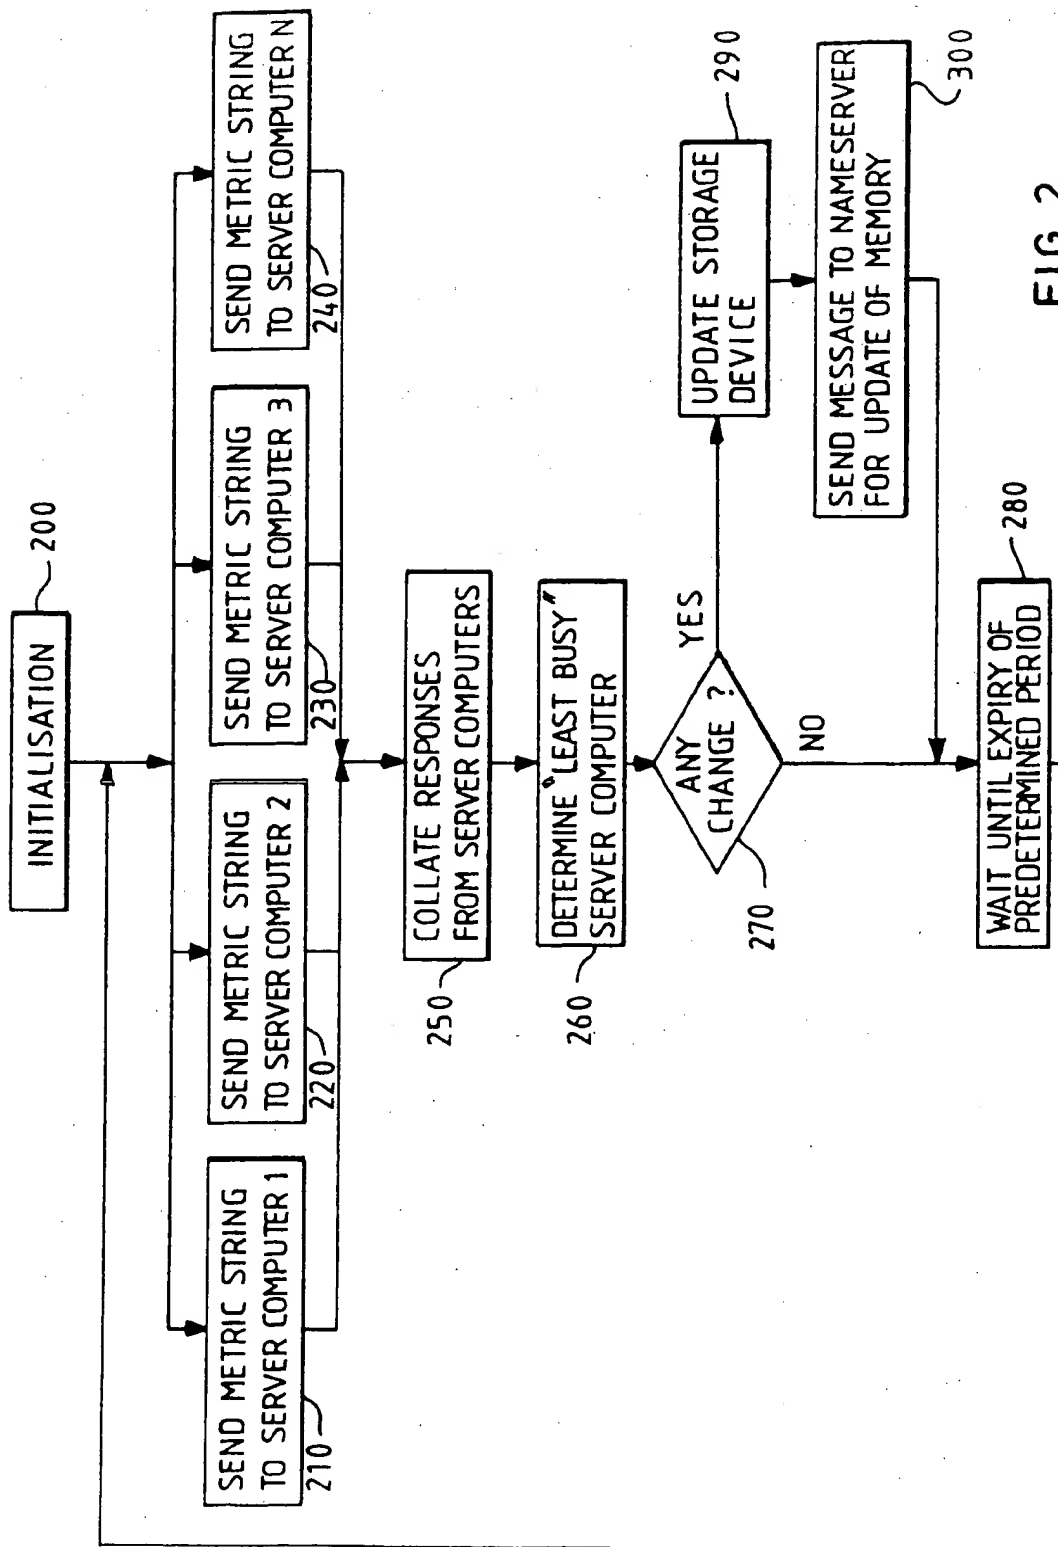 INITIALISATION
200
SEND METRIC STRING
TO SERVER COMPUTER 1
210
SEND METRIC STRING
TO SERVER COMPUTER 2
220
SEND METRIC STRING
TO SERVER COMPUTER 3
230
SEND METRIC STRING
TO SERVER COMPUTER N
240
COLLATE RESPONSES
FROM SERVER COMPUTERS
250
DETERMINE "LEAST BUSY"
SERVER COMPUTER
260
ANY
CHANGE ?
270
YES
NO
UPDATE STORAGE
DEVICE
290
SEND MESSAGE TO NAMESERVER
FOR UPDATE OF MEMORY
300
WAIT UNTIL EXPIRY OF
PREDETERMINED PERIOD
280
FIG. 2